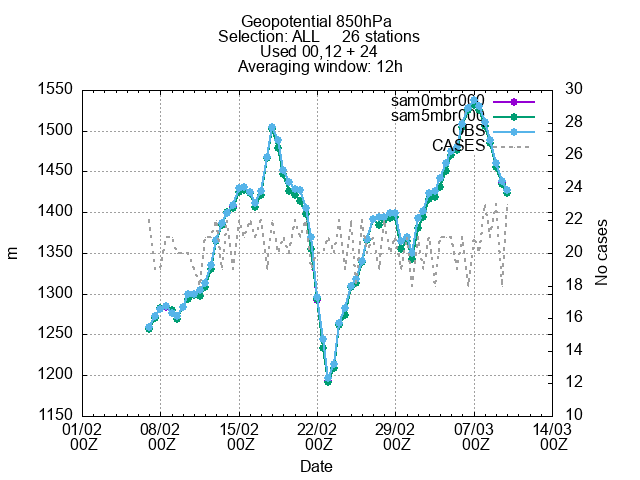 Geopotential 850hPa
Selection: ALL 26 stations
Used 00,12 + 24
Averaging window: 12h
sam0mbr000
sam5mbr000
OBS
CASES
1550
1500
1450
1400
1350
1300
1250
1200
1150
m
30
28
26
24
22
20
18
16
14
12
10
No cases
01/02 08/02 15/02 22/02 29/02 07/03 14/03
00Z 00Z 00Z 00Z 00Z 00Z 00Z
Date